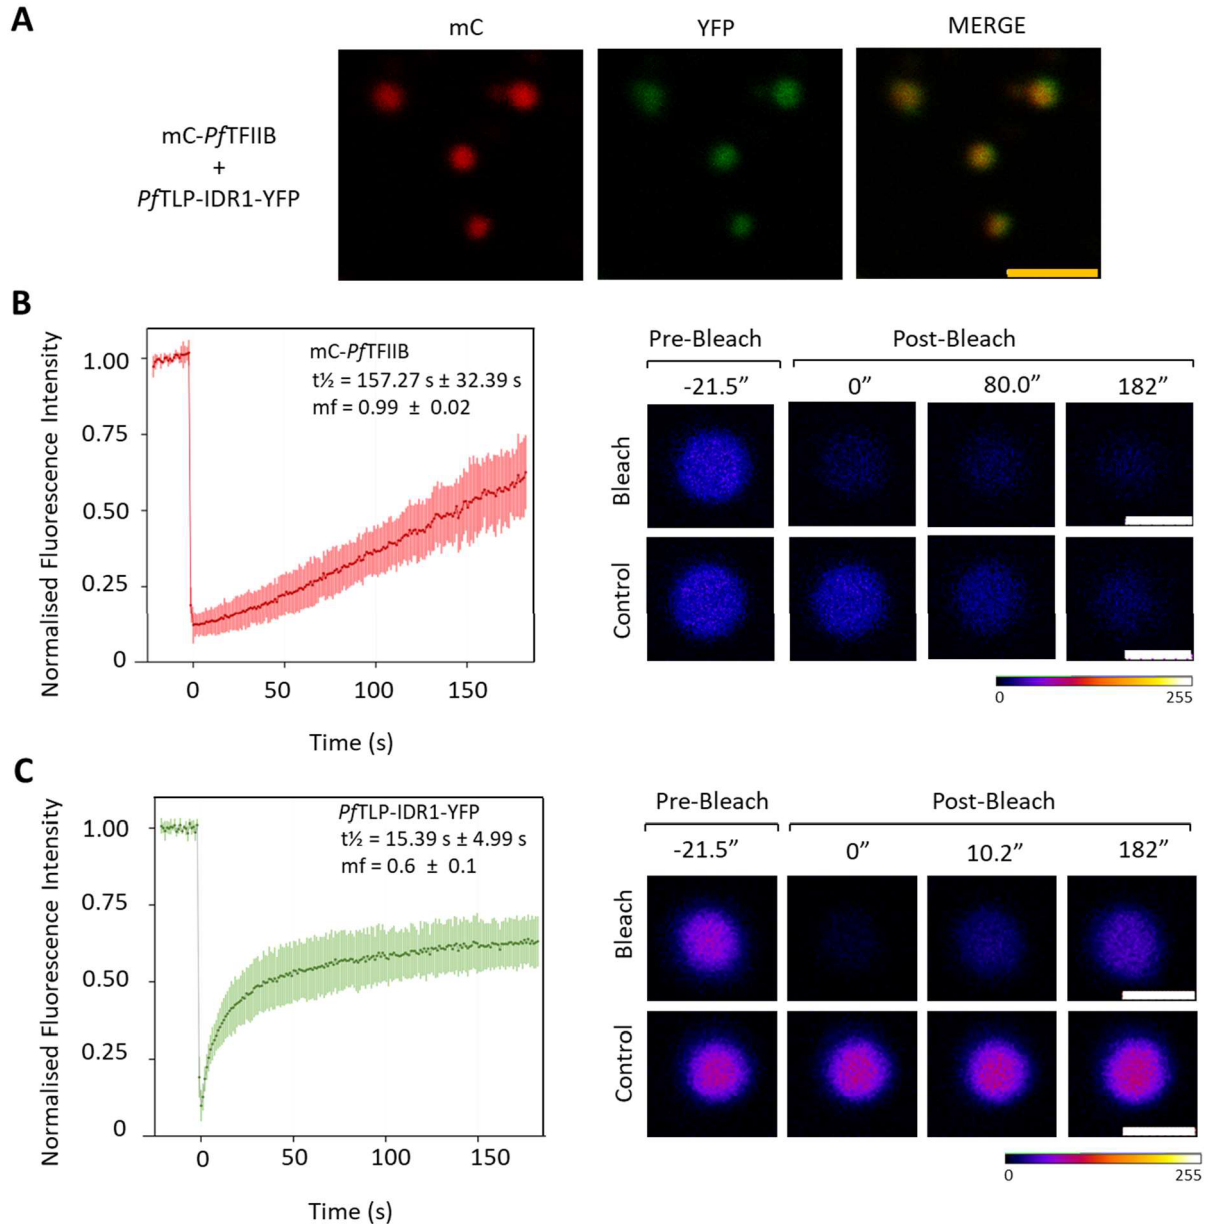 A
mC
YFP
MERGE
mC-PfTFIIB
+
PfTLP-IDR1-YFP
B
Normalised Fluorescence Intensity
1.00
0.75
0.50
0.25
0
mC-PfTFIIB
t½ = 157.27 s ± 32.39 s
mf = 0.99 ± 0.02
0
50
100
150
Time (s)
Pre-Bleach
Post-Bleach
-21.5”
0”
80.0”
182”
Bleach
Control
0
255
C
Normalised Fluorescence Intensity
1.00
0.75
0.50
0.25
0
PfTLP-IDR1-YFP
t½ = 15.39 s ± 4.99 s
mf = 0.6 ± 0.1
0
50
100
150
Time (s)
Pre-Bleach
Post-Bleach
-21.5”
0”
10.2”
182”
Bleach
Control
0
255